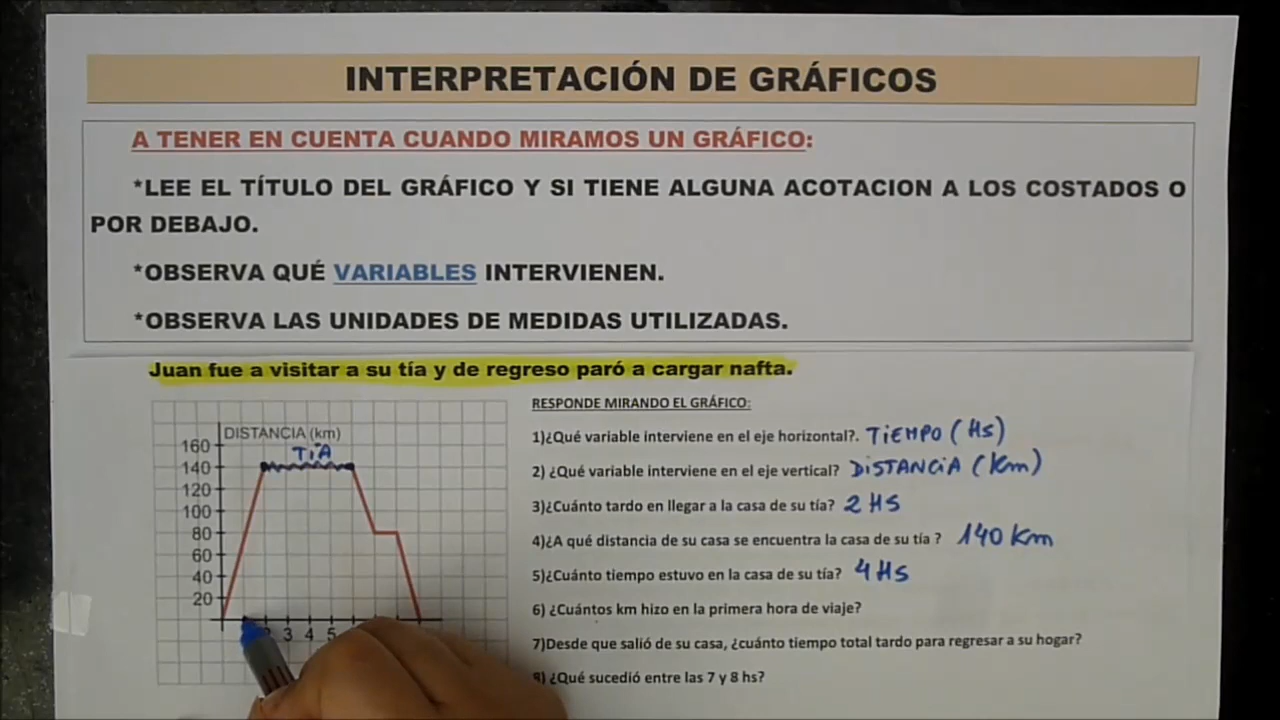 INTERPRETACIÓN DE GRÁFICOS
A TENER EN CUENTA CUANDO MIRAMOS UN GRÁFICO:
*LEE EL TÍTULO DEL GRÁFICO Y SI TIENE ALGUNA ACOTACION A LOS COSTADOS O
POR DEBAJO.
*OBSERVA QUÉ VARIABLES INTERVIENEN.
*OBSERVA LAS UNIDADES DE MEDIDAS UTILIZADAS.
Juan fue a visitar a su tía y de regreso paró a cargar nafta.
DISTANCIA (km)
TíA
160
140
120
100
80
60
40
20
3 4 5
RESPONDE MIRANDO EL GRÁFICO:
1)¿Qué variable interviene en el eje horizontal?. TiEMPO (Hs)
2) ¿Qué variable interviene en el eje vertical? DiSTANCiA (Km)
3)¿Cuánto tardo en llegar a la casa de su tía? 2 HS
4)¿A qué distancia de su casa se encuentra la casa de su tía ? 140 Km
5)¿Cuánto tiempo estuvo en la casa de su tía? 4 HS
6) ¿Cuántos km hizo en la primera hora de viaje?
7)Desde que salió de su casa, ¿cuánto tiempo total tardo para regresar a su hogar?
8) ¿Qué sucedió entre las 7 y 8 hs?